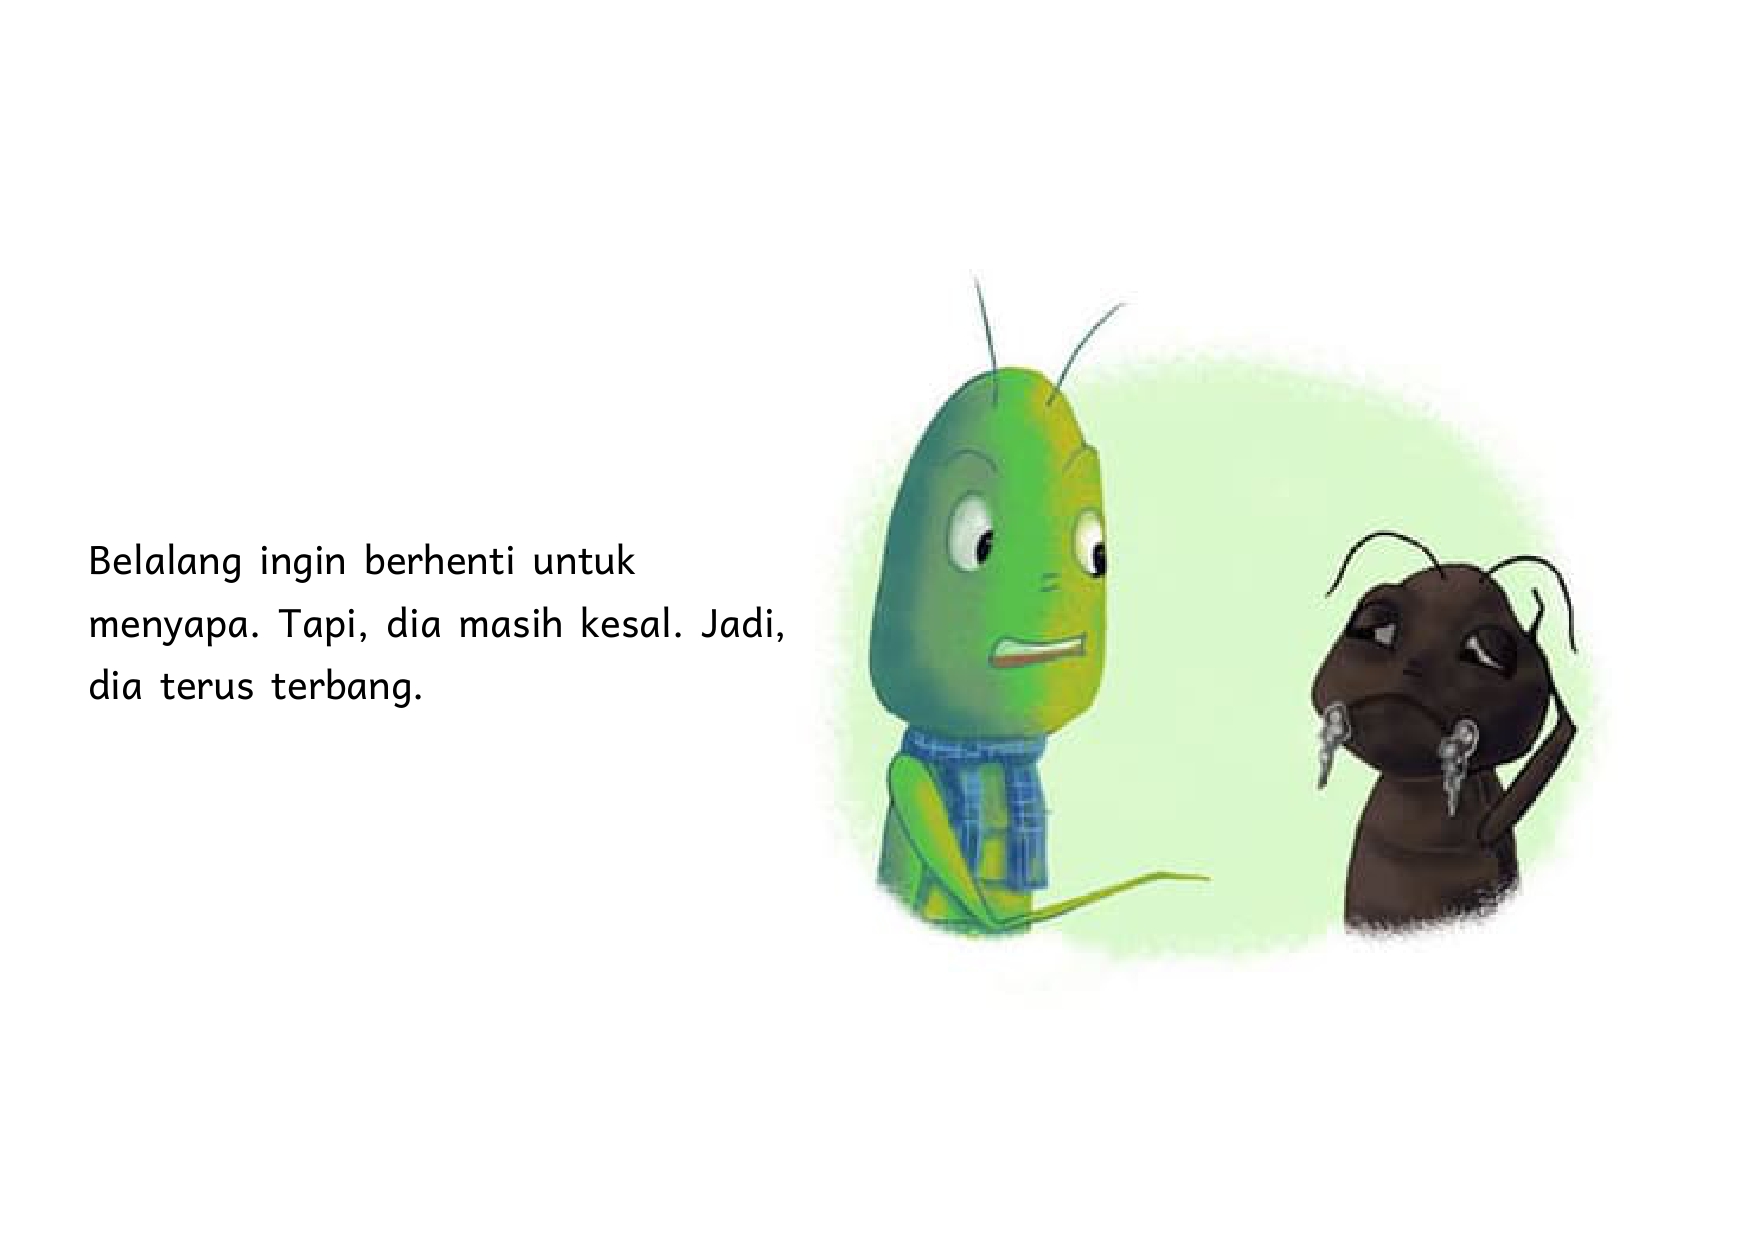 Belalang ingin berhenti untuk
menyapa. Tapi, dia masih kesal. Jadi,
dia terus terbang.